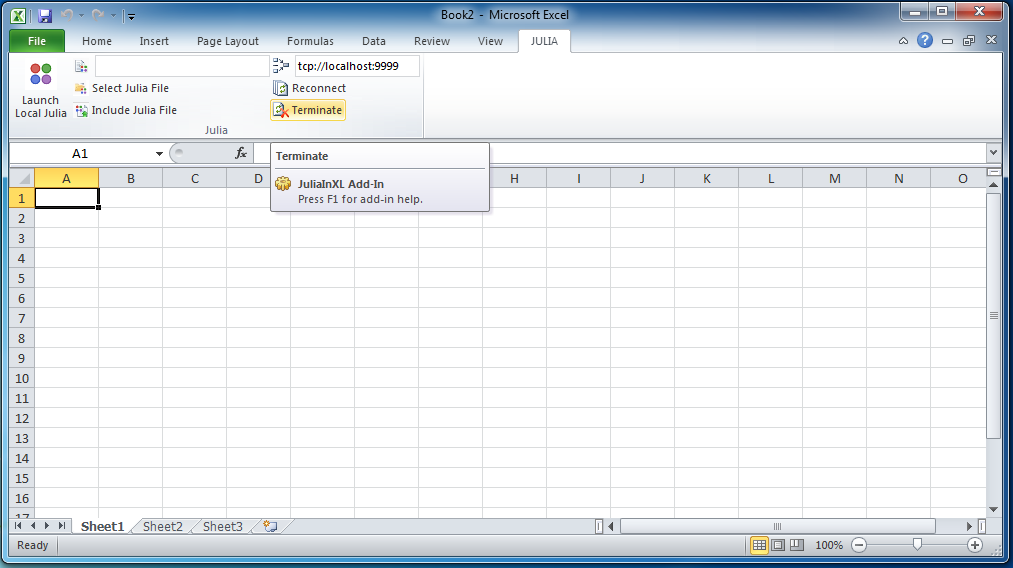 Book2 - Microsoft Excel
File Home Insert Page Layout Formulas Data Review View JULIA
tcp://localhost:9999
Launch
Local Julia
Select Julia File
Reconnect
Include Julia File
Terminate
Julia
A1
fx
Terminate
JuliaInXL Add-In
Press F1 for add-in help.
A B C D H I J K L M N O
1
2
3
4
5
6
7
8
9
10
11
12
13
14
15
16
17
Sheet1 Sheet2 Sheet3
Ready
100%